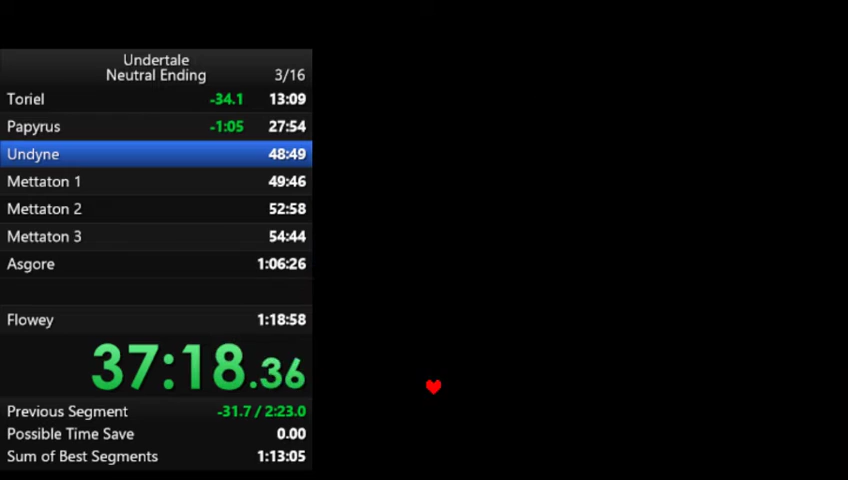 Undertale
Neutral Ending 3/16
Toriel -34.1 13:09
Papyrus -1:05 27:54
Undyne 48:49
Mettaton 1 49:46
Mettaton 2 52:58
Mettaton 3 54:44
Asgore 1:06:26
Flowey 1:18:58
37:18.36
Previous Segment -31.7 / 2:23.0
Possible Time Save 0.00
Sum of Best Segments 1:13:05